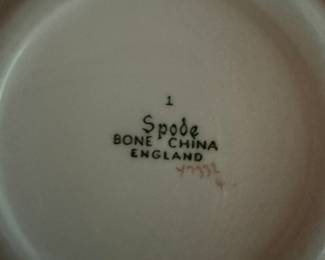 1
Spode
BONE CHINA
ENGLAND